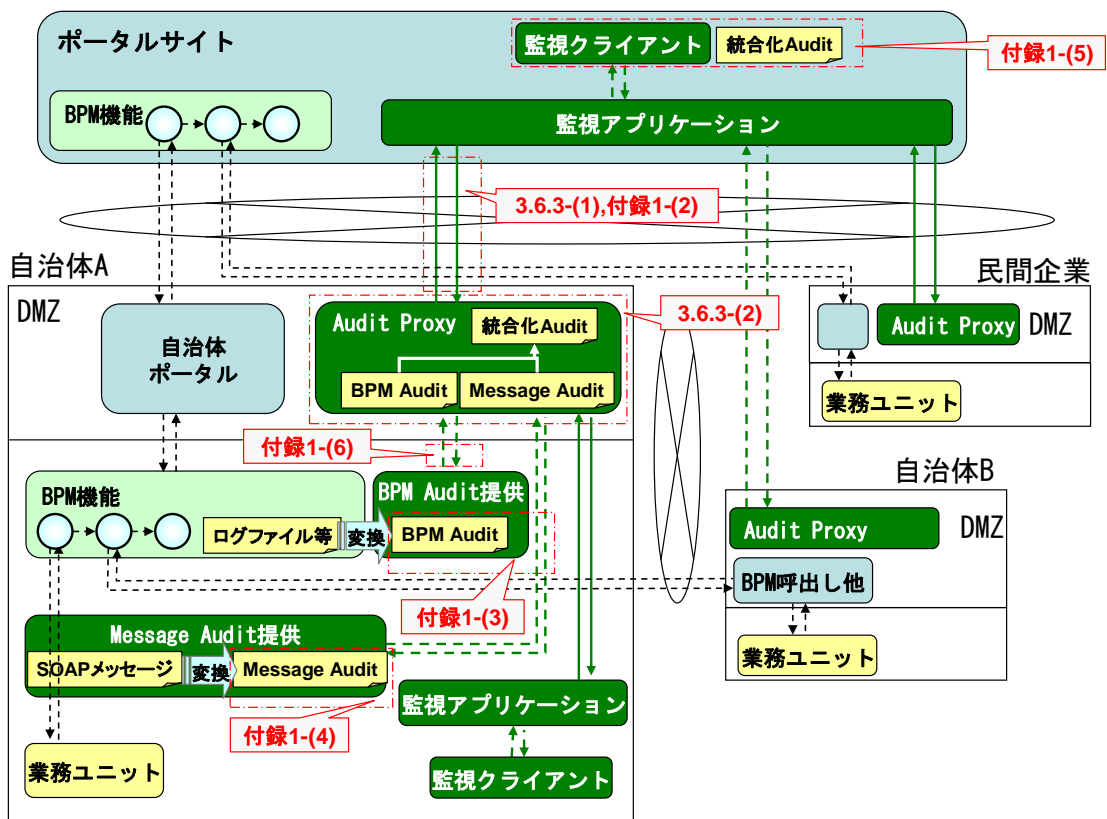 ポータルサイト
監視クライアント
統合化Audit
付録1-(5)
BPM機能
監視アプリケーション
3.6.3-(1),付録1-(2)
自治体A
民間企業
DMZ
自治体
ポータル
Audit Proxy
統合化Audit
BPM Audit
Message Audit
3.6.3-(2)
Audit Proxy
DMZ
業務ユニット
付録1-(6)
BPM機能
ログファイル等
変換
BPM Audit提供
BPM Audit
付録1-(3)
自治体B
Audit Proxy
DMZ
BPM呼出し他
業務ユニット
Message Audit提供
SOAPメッセージ
変換
Message Audit
付録1-(4)
監視アプリケーション
業務ユニット
監視クライアント